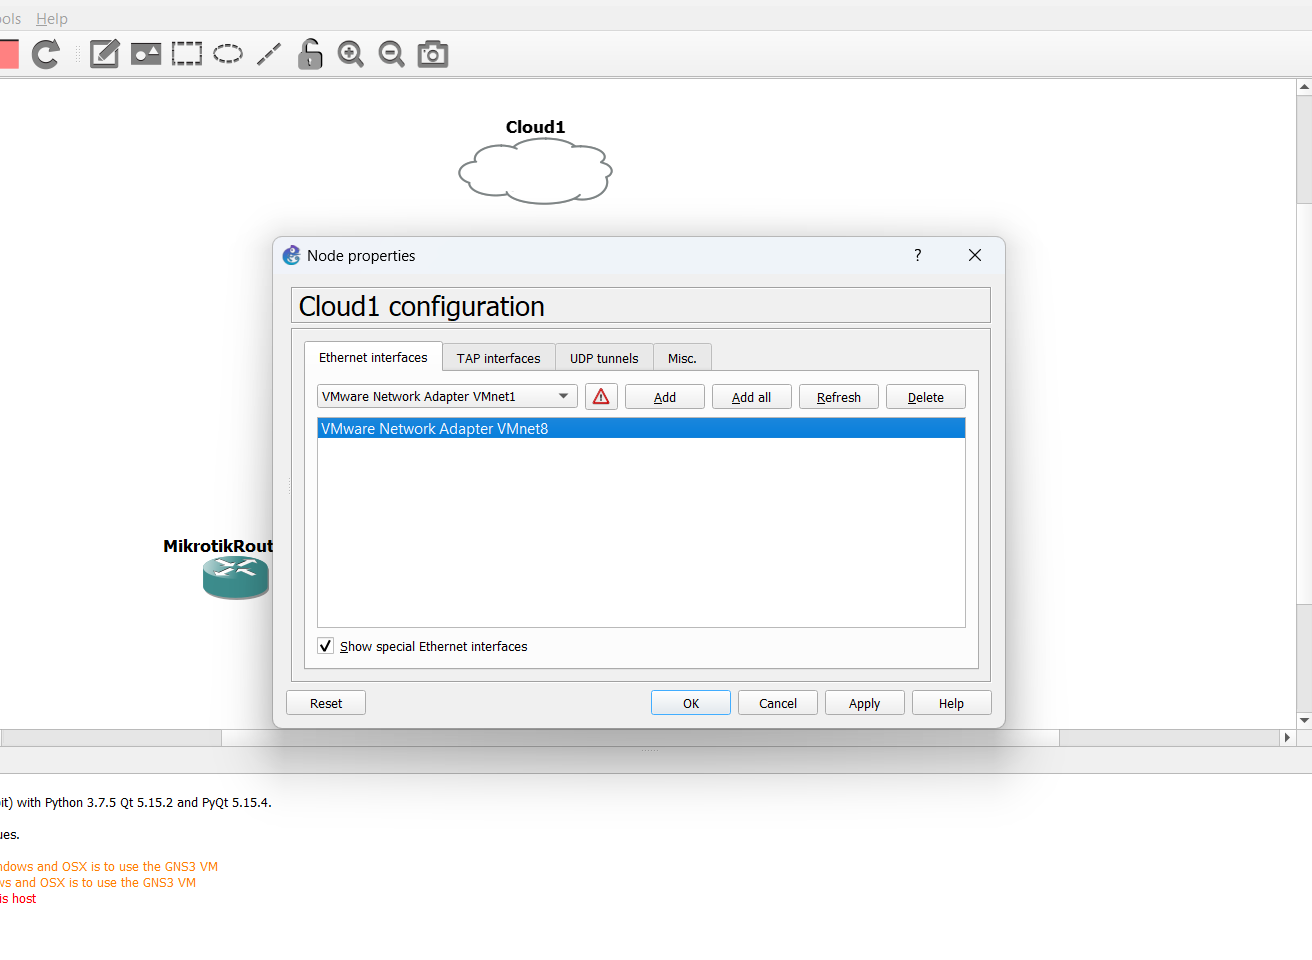 ols Help
Cloud1
Node properties ?
Cloud1 configuration
Ethernet interfaces TAP interfaces UDP tunnels Misc.
VMware Network Adapter VMnet1 Add Add all Refresh Delete
VMware Network Adapter VMnet8
MikrotikRout
Show special Ethernet interfaces
Reset OK Cancel Apply Help
it) with Python 3.7.5 Qt 5.15.2 and PyQt 5.15.4.
ues.
ndows and OSX is to use the GNS3 VM
ws and OSX is to use the GNS3 VM
is host